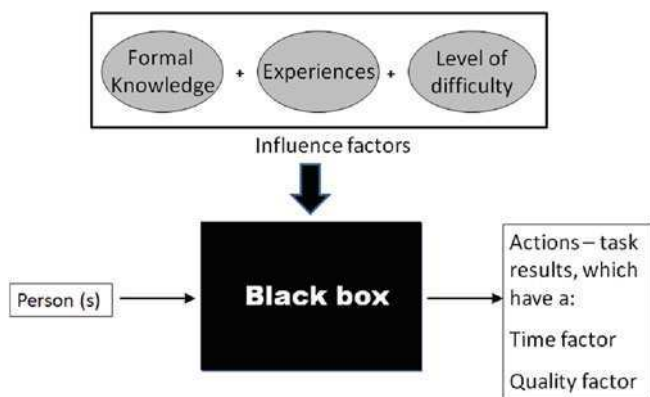 Formal
Knowledge
+
Experiences
+
Level of
difficulty
Influence factors
Person (s)
Black box
Actions – task
results, which
have a:
Time factor
Quality factor